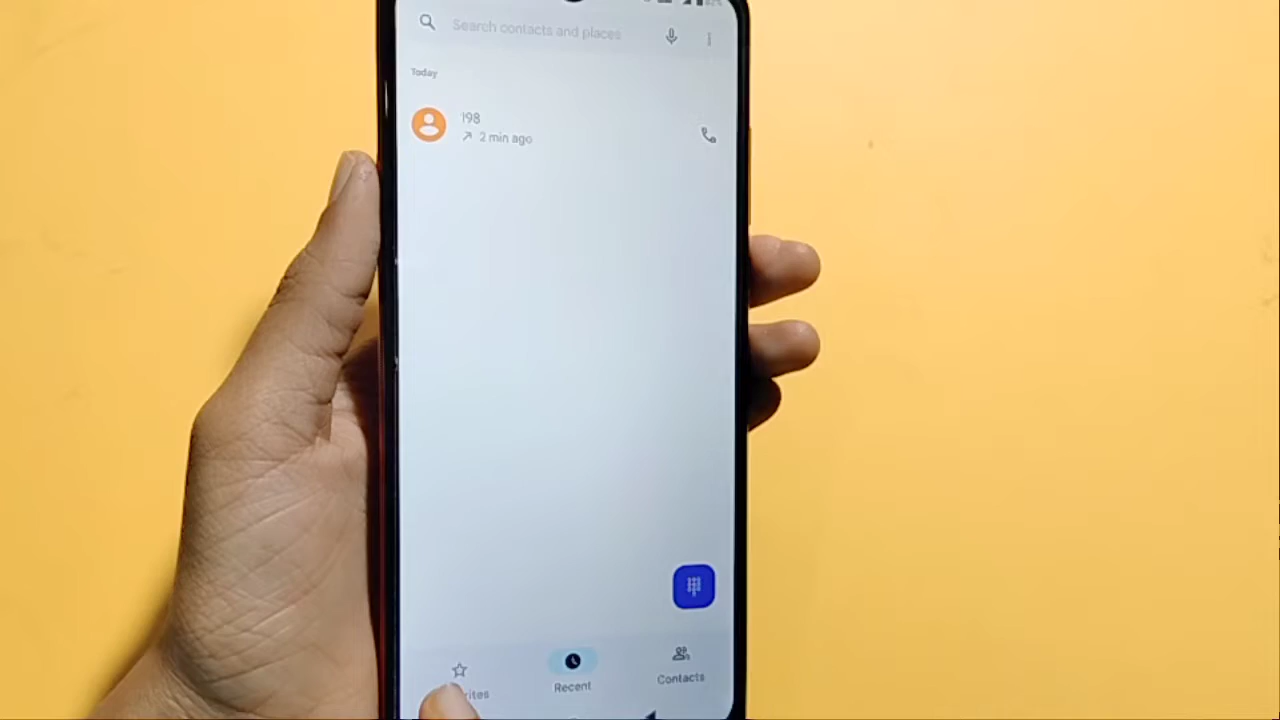 Search contacts and places
Today
198
2 min ago
Recent
Contacts